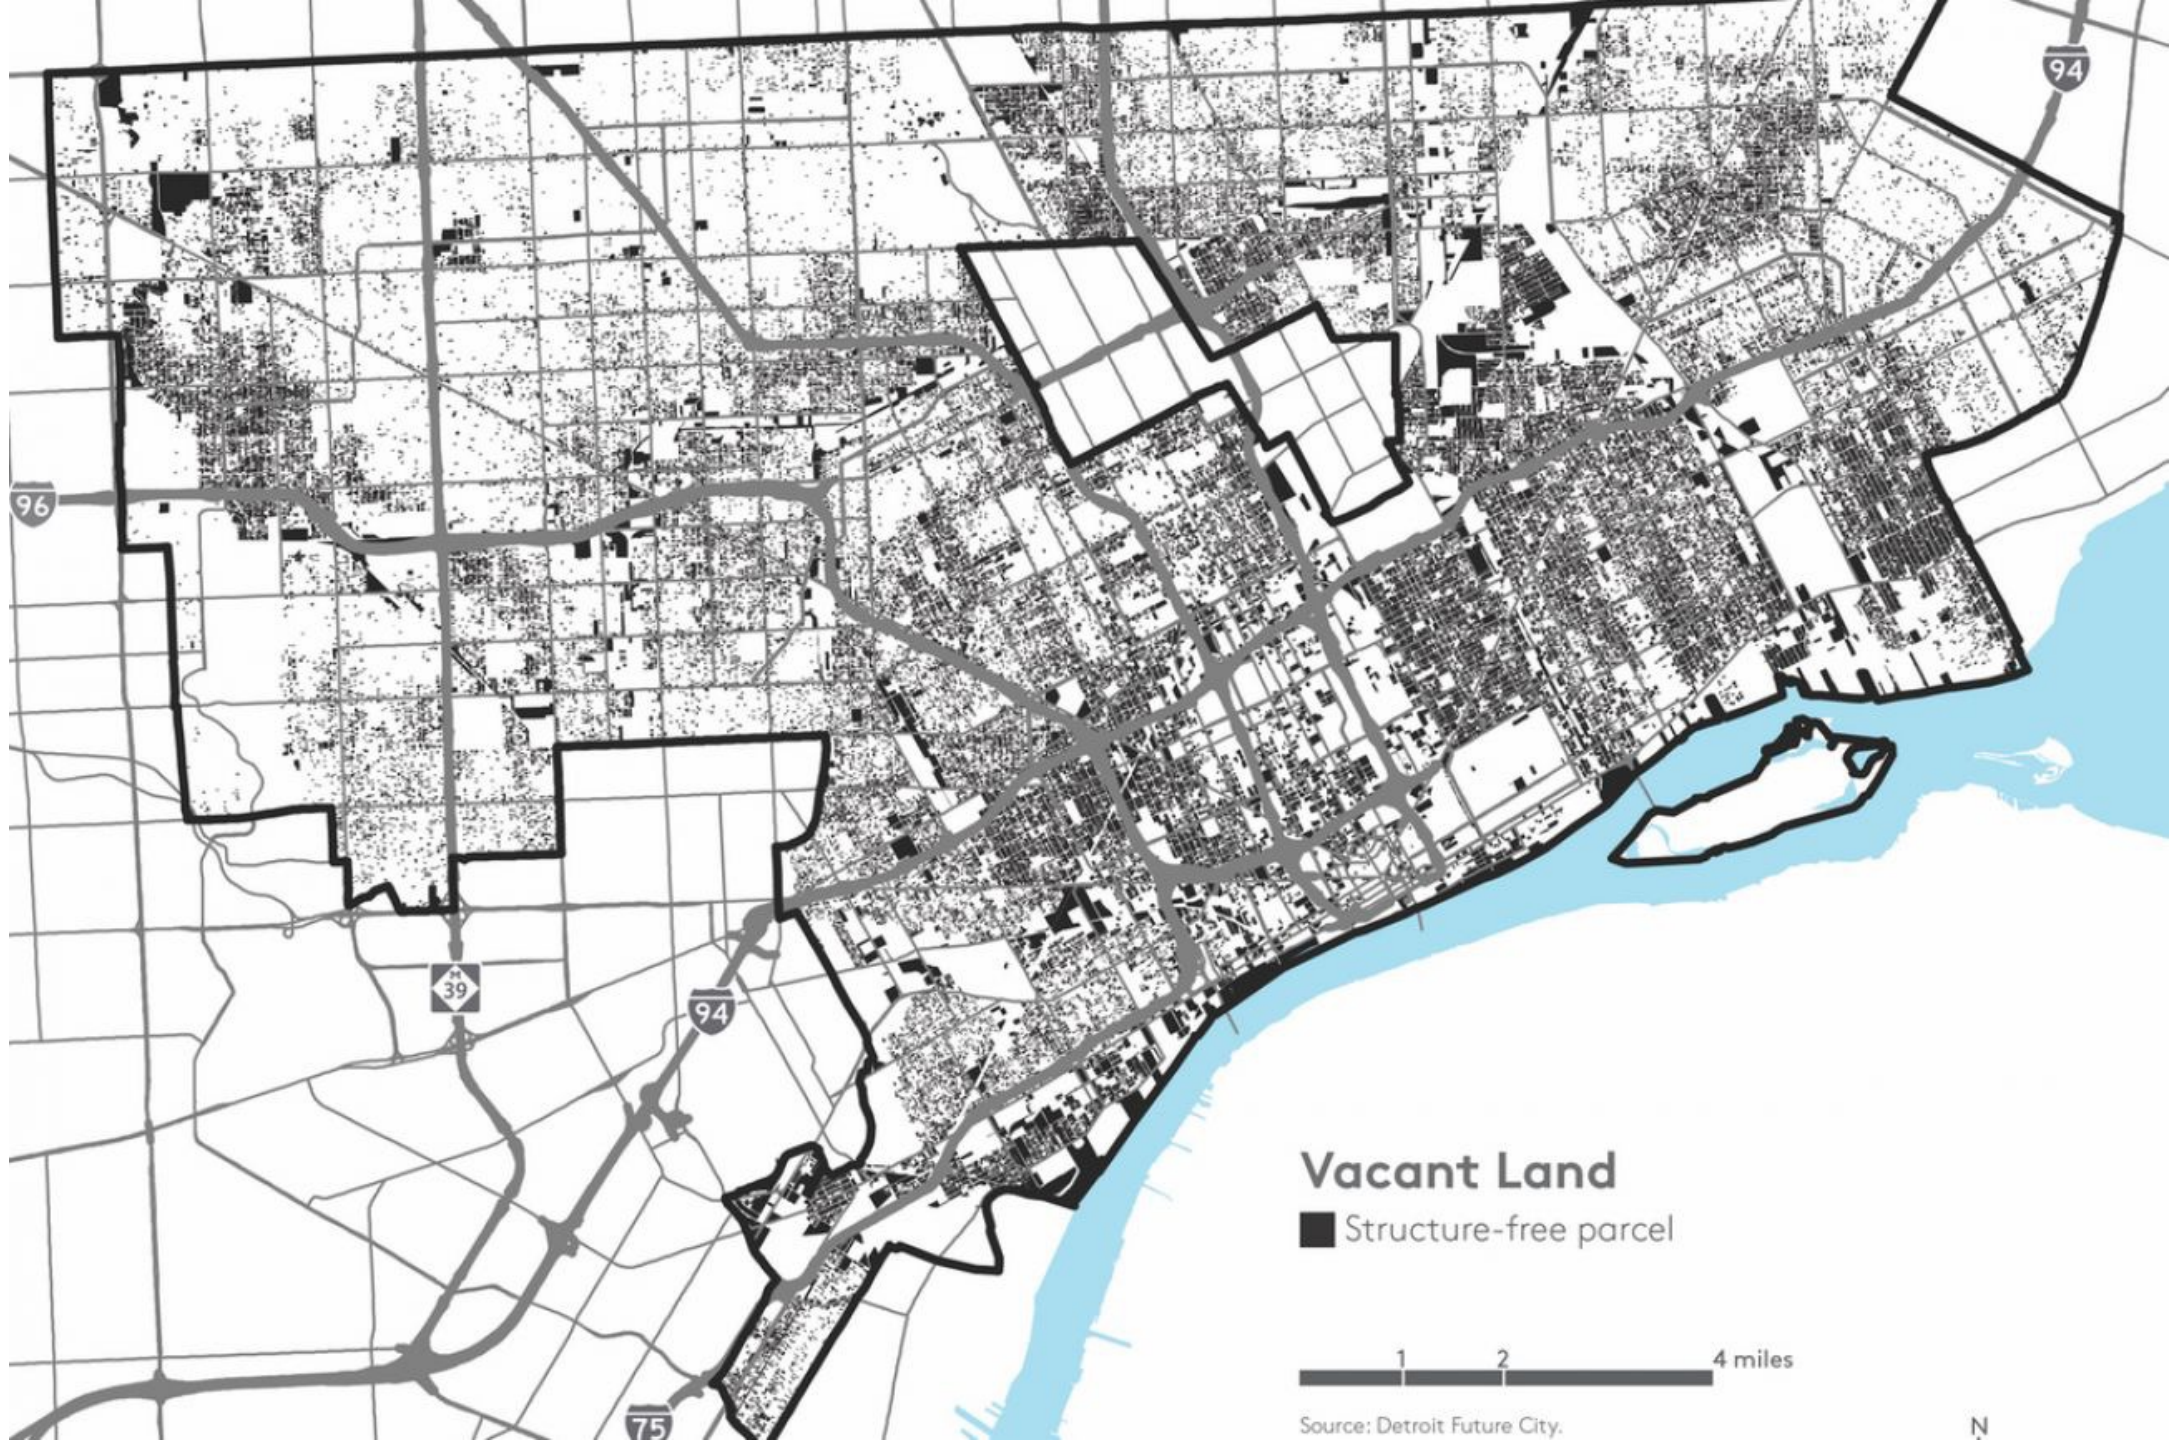 94
96
M
39
94
75
Vacant Land
Structure-free parcel
1 2 4 miles
Source: Detroit Future City.
N